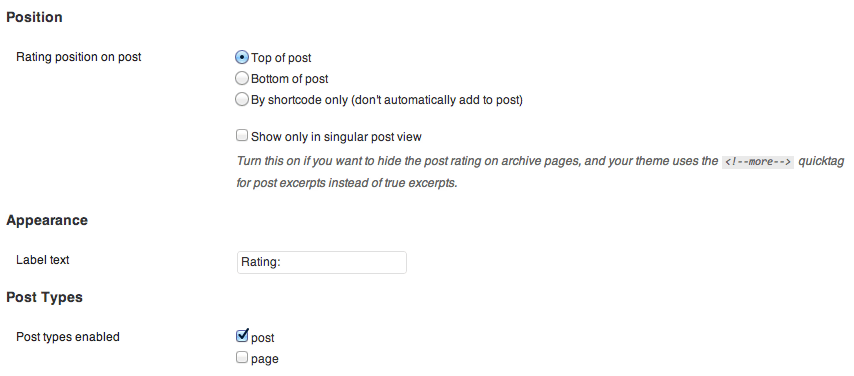 Position
Rating position on post
Top of post
Bottom of post
By shortcode only (don't automatically add to post)
Show only in singular post view
Turn this on if you want to hide the post rating on archive pages, and your theme uses the <!--more--> quicktag
for post excerpts instead of true excerpts.
Appearance
Label text
Rating:
Post Types
Post types enabled
post
page